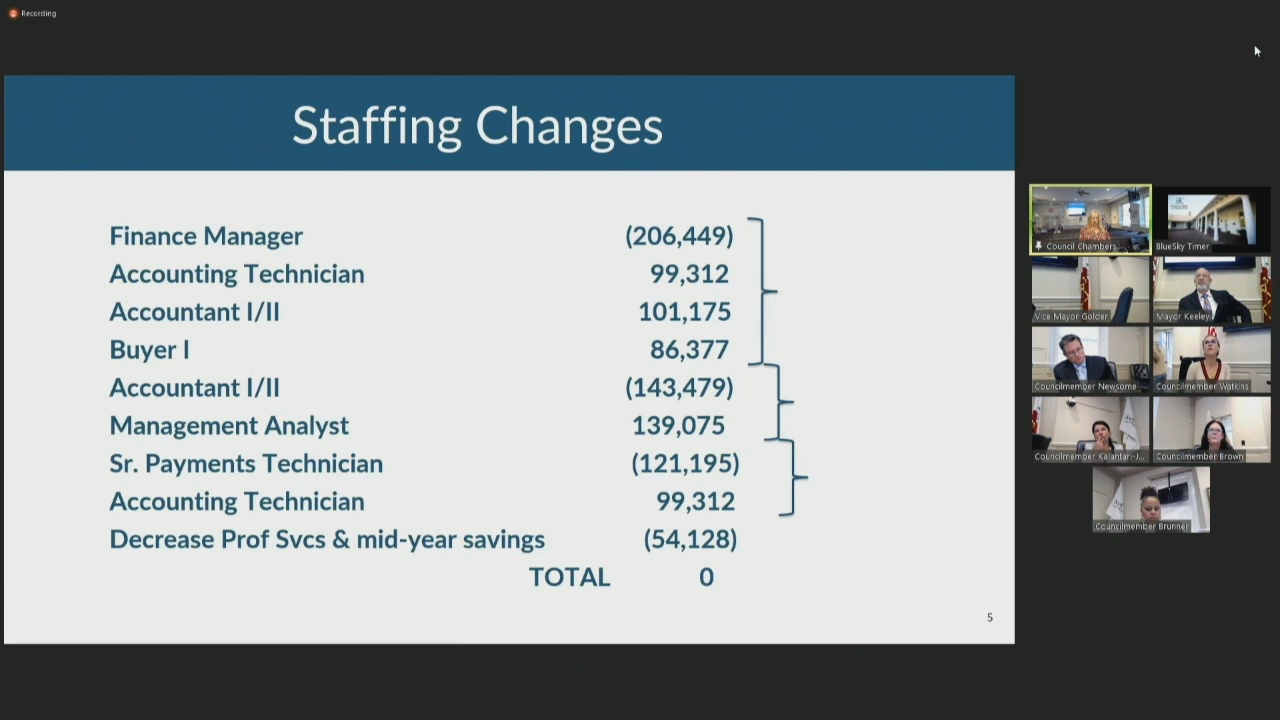 Recording
Staffing Changes
Finance Manager (206,449)
Accounting Technician 99,312
Accountant I/II 101,175
Buyer I 86,377
Accountant I/II (143,479)
Management Analyst 139,075
Sr. Payments Technician (121,195)
Accounting Technician 99,312
Decrease Prof Svcs & mid-year savings (54,128)
TOTAL 0
5
Council Chambers
BlueSky Timer
Vice Mayor Golder
Mayor Keeley
Councilmember Newsome
Councilmember Watkins
Councilmember Kalantari-J...
Councilmember Brown
Councilmember Brunner